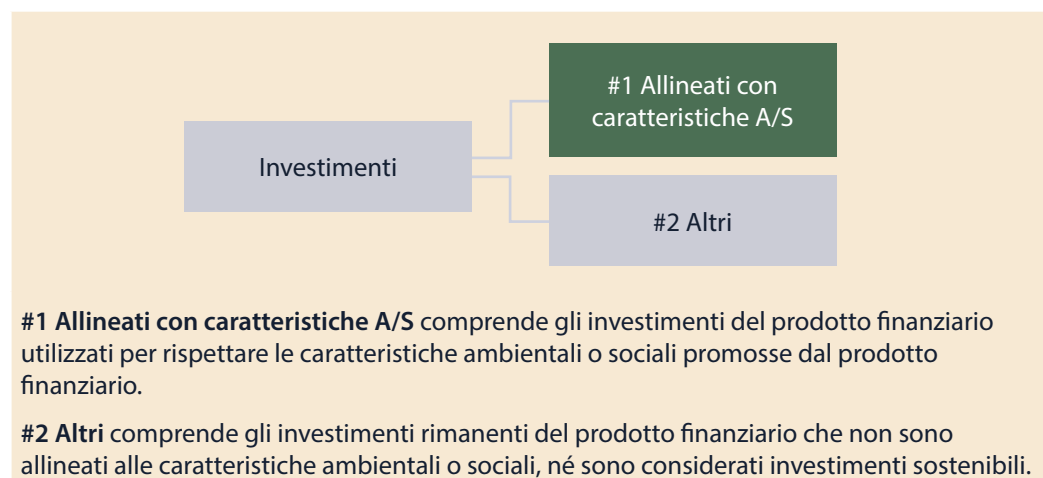 #1 Allineati con
caratteristiche A/S
Investimenti
#2 Altri
#1 Allineati con caratteristiche A/S comprende gli investimenti del prodotto finanziario
utilizzati per rispettare le caratteristiche ambientali o sociali promosse dal prodotto
finanziario.
#2 Altri comprende gli investimenti rimanenti del prodotto finanziario che non sono
allineati alle caratteristiche ambientali o sociali, né sono considerati investimenti sostenibili.